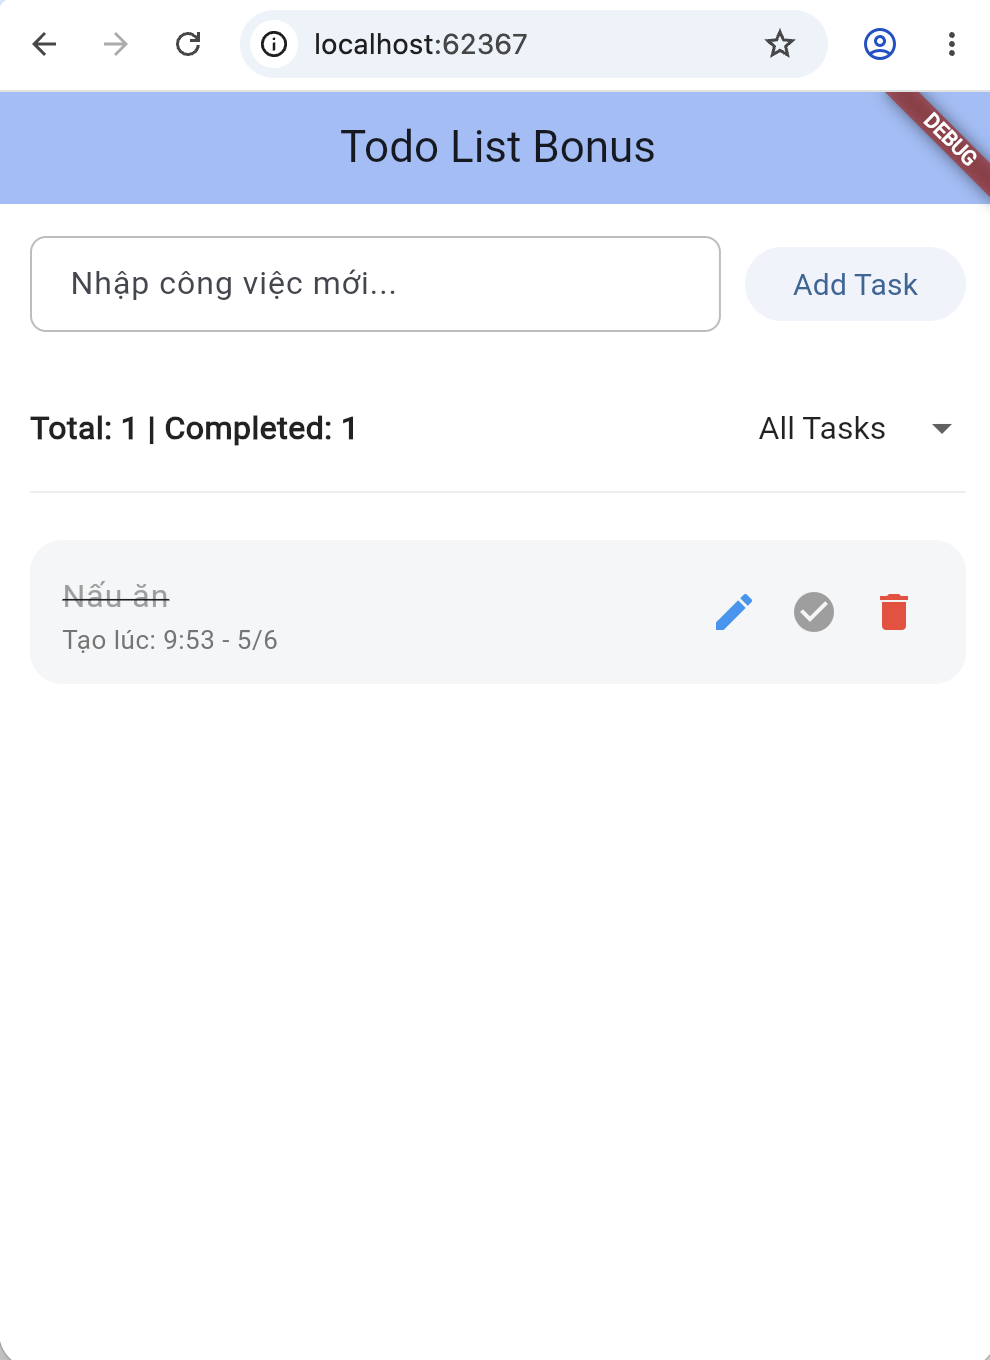 localhost:62367
Todo List Bonus
DEBUG
Nhập công việc mới...
Add Task
Total: 1 | Completed: 1
All Tasks
Nấu ăn
Tạo lúc: 9:53 - 5/6